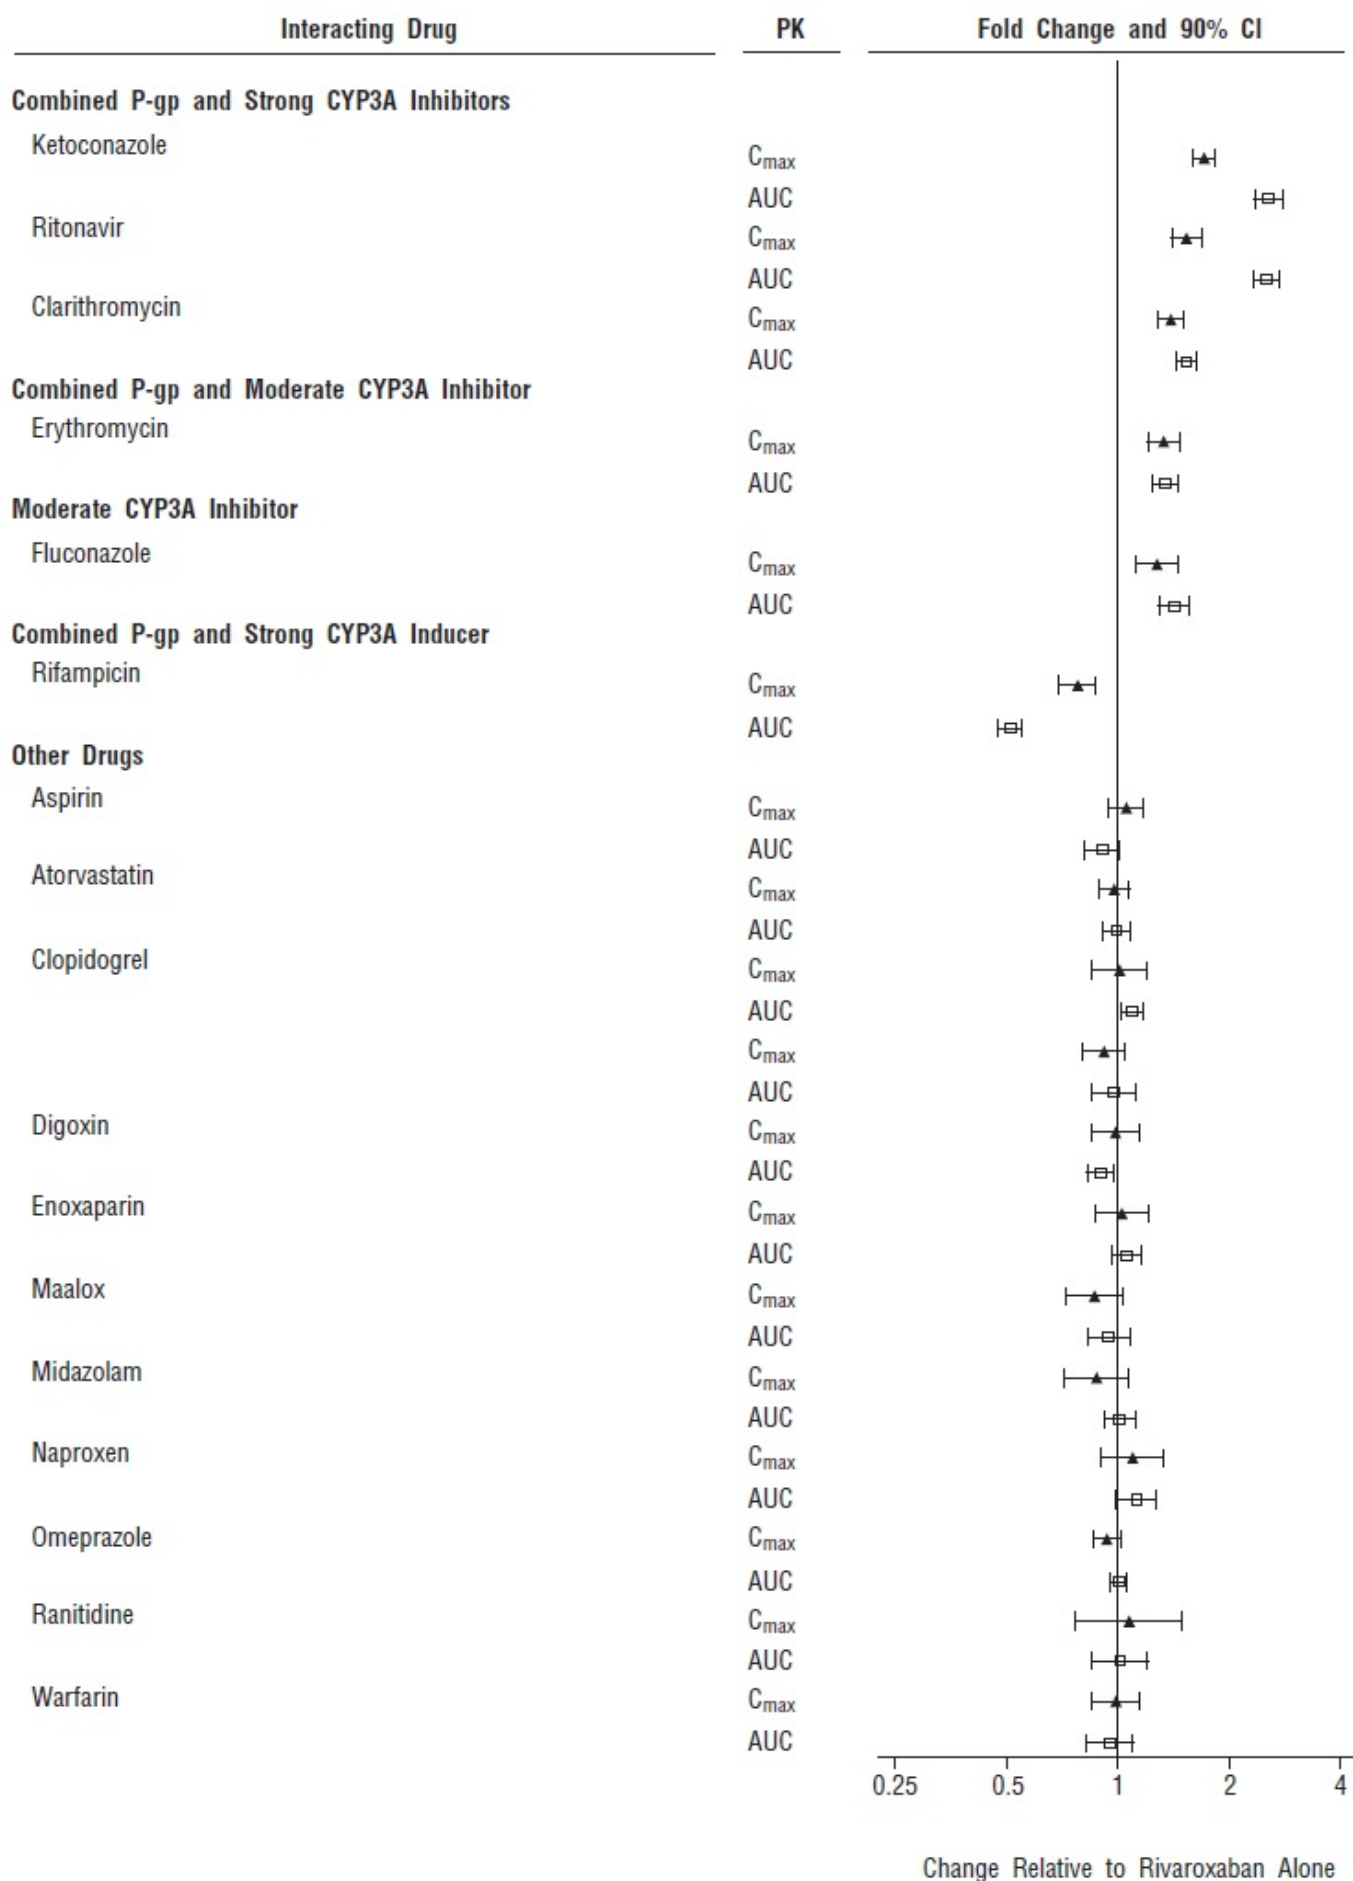 Interacting Drug PK Fold Change and 90% CI
Combined P-gp and Strong CYP3A Inhibitors
Ketoconazole
Cmax
AUC
Ritonavir
Cmax
AUC
Clarithromycin
Cmax
AUC
Combined P-gp and Moderate CYP3A Inhibitor
Erythromycin
Cmax
AUC
Moderate CYP3A Inhibitor
Fluconazole
Cmax
AUC
Combined P-gp and Strong CYP3A Inducer
Rifampicin
Cmax
AUC
Other Drugs
Aspirin
Cmax
AUC
Atorvastatin
Cmax
AUC
Clopidogrel
Cmax
AUC
Cmax
AUC
Digoxin
Cmax
AUC
Enoxaparin
Cmax
AUC
Maalox
Cmax
AUC
Midazolam
Cmax
AUC
Naproxen
Cmax
AUC
Omeprazole
Cmax
AUC
Ranitidine
Cmax
AUC
Warfarin
Cmax
AUC
0.25 0.5 1 2 4
Change Relative to Rivaroxaban Alone